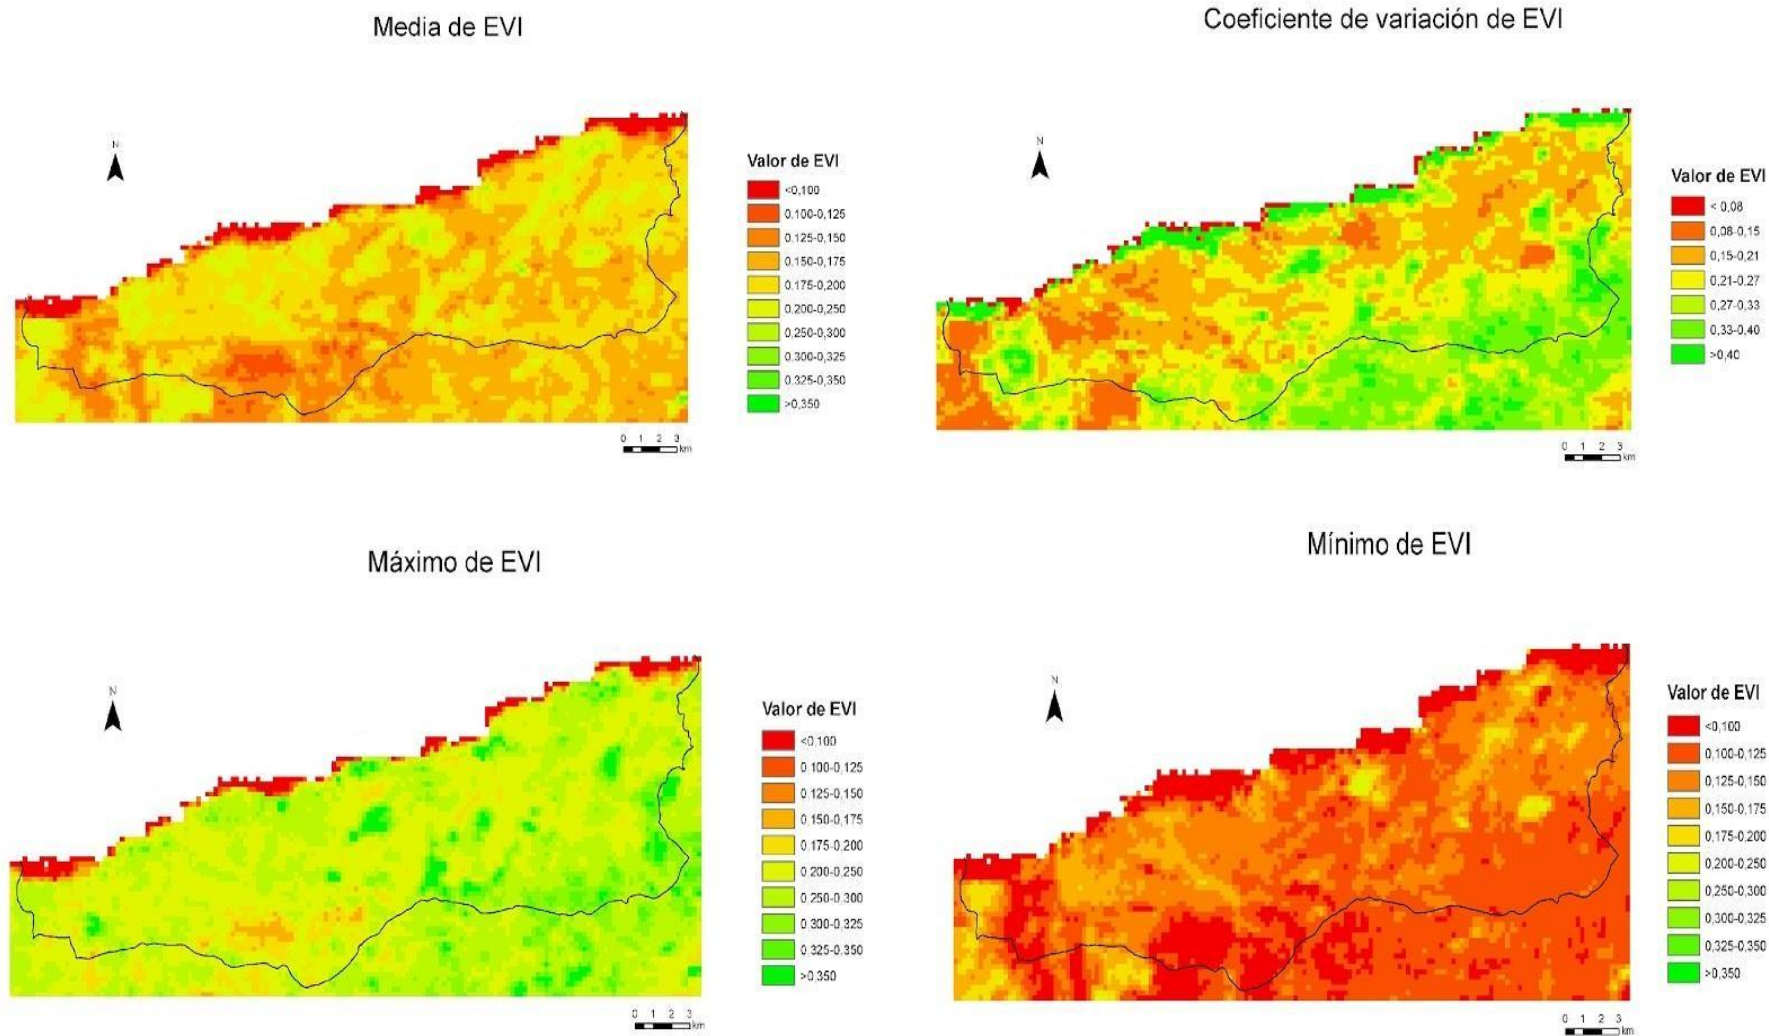 Media de EVI
N
Valor de EVI
<0,100
0.100-0,125
0.125-0,150
0.150-0,175
0.175-0,200
0.200-0,250
0.250-0,300
0.300-0,325
0.325-0,350
>0,350
0 1 2 3
km
Coeficiente de variación de EVI
N
Valor de EVI
< 0,08
0,08-0,15
0,15-0,21
0,21-0,27
0,27-0,33
0,33-0,40
>0,40
0 1 2 3
km
Máximo de EVI
N
Valor de EVI
<0,100
0.100-0,125
0.125-0,150
0.150-0,175
0.175-0,200
0.200-0,250
0.250-0,300
0.300-0,325
0.325-0,350
>0,350
0 1 2 3
km
Mínimo de EVI
N
Valor de EVI
<0,100
0,100-0,125
0,125-0,150
0,150-0,175
0,175-0,200
0,200-0,250
0,250-0,300
0,300-0,325
0,325-0,350
>0,350
0 1 2 3
km